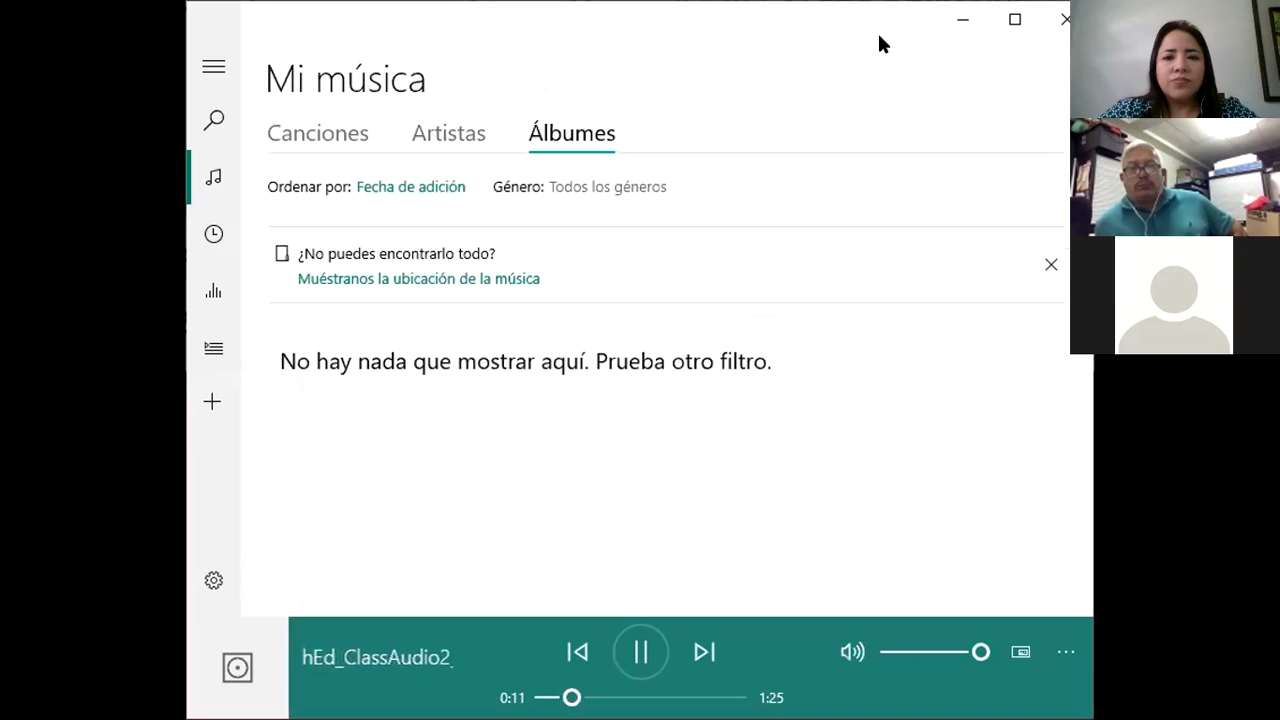 Mi música
Canciones Artistas Álbumes
Ordenar por: Fecha de adición Género: Todos los géneros
¿No puedes encontrarlo todo?
Muéstranos la ubicación de la música
No hay nada que mostrar aquí. Prueba otro filtro.
hEd_ClassAudio2_
0:11 1:25